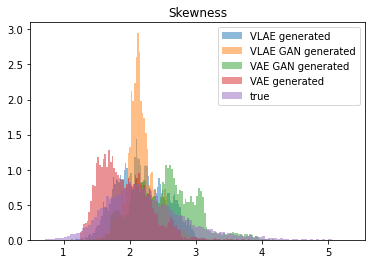 Skewness
VLAE generated
VLAE GAN generated
VAE GAN generated
VAE generated
true
3.0
2.5
2.0
1.5
1.0
0.5
0.0
1 2 3 4 5